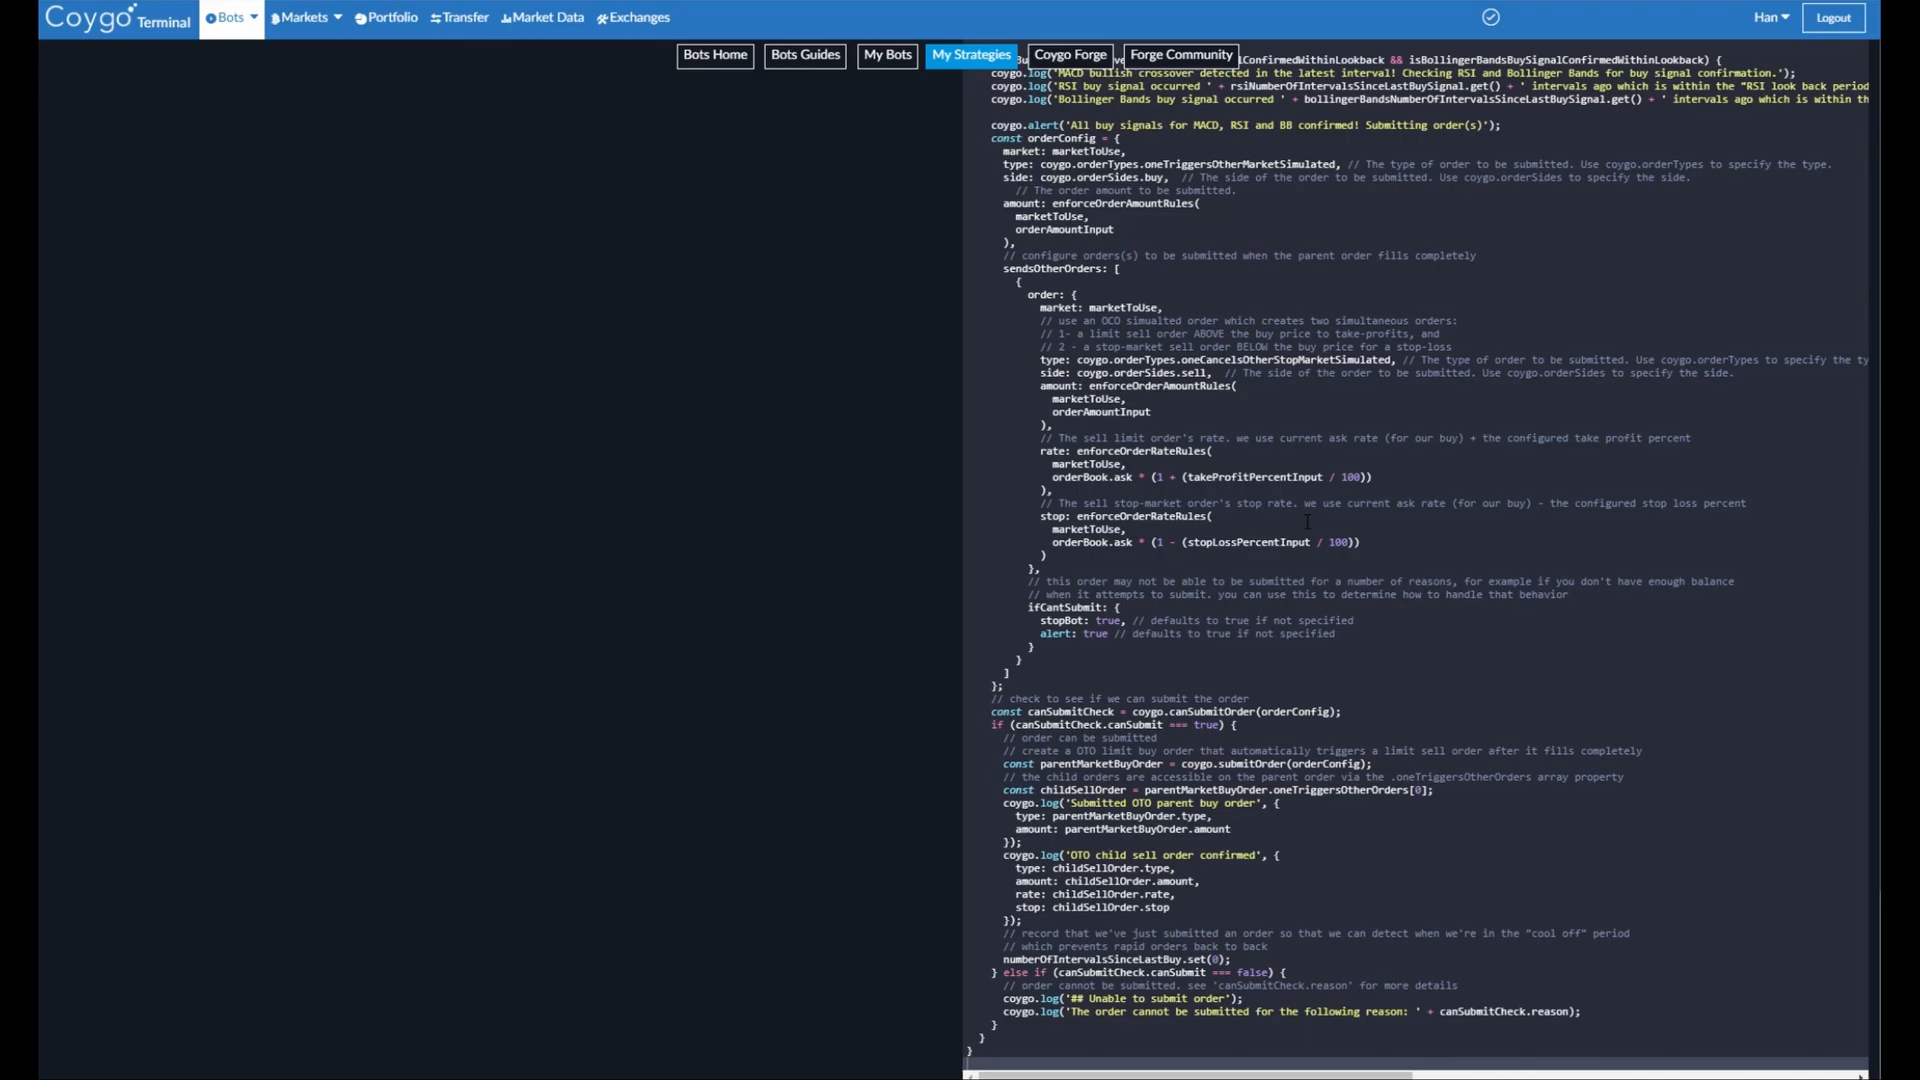 Coygo Terminal
Bots
Markets
Portfolio
Transfer
Market Data
Exchanges
Han
Logout
Bots Home
Bots Guides
My Bots
My Strategies
Coygo Forge
Forge Community
ConfirmedWithinLookback && isBollingerBandsBuySignalConfirmedWithinLookback) {
coygo.log('MACD bullish crossover detected in the latest interval! Checking RSI and Bollinger Bands for buy signal confirmation.');
coygo.log('RSI buy signal occurred ' + rsiNumberOfIntervalsSinceLastBuySignal.get() + ' intervals ago which is within the "RSI look back period
coygo.log('Bollinger Bands buy signal occurred ' + bollingerBandsNumberOfIntervalsSinceLastBuySignal.get() + ' intervals ago which is within th
coygo.alert('All buy signals for MACD, RSI and BB confirmed! Submitting order(s)');
const orderConfig = {
market: marketToUse,
type: coygo.orderTypes.oneTriggersOtherMarketSimulated, // The type of order to be submitted. Use coygo.orderTypes to specify the type.
side: coygo.orderSides.buy,  // The side of the order to be submitted. Use coygo.orderSides to specify the side.
// The order amount to be submitted.
amount: enforceOrderAmountRules(
marketToUse,
orderAmountInput
),
// configure orders(s) to be submitted when the parent order fills completely
sendsOtherOrders: [
{
order: {
market: marketToUse,
// use an OCO simualted order which creates two simultaneous orders:
// 1- a limit sell order ABOVE the buy price to take-profits, and
// 2 - a stop-market sell order BELOW the buy price for a stop-loss
type: coygo.orderTypes.oneCancelsOtherStopMarketSimulated, // The type of order to be submitted. Use coygo.orderTypes to specify the ty
side: coygo.orderSides.sell,  // The side of the order to be submitted. Use coygo.orderSides to specify the side.
amount: enforceOrderAmountRules(
marketToUse,
orderAmountInput
),
// The sell limit order's rate. we use current ask rate (for our buy) + the configured take profit percent
rate: enforceOrderRateRules(
marketToUse,
orderBook.ask * (1 + (takeProfitPercentInput / 100))
),
// The sell stop-market order's stop rate. we use current ask rate (for our buy) - the configured stop loss percent
stop: enforceOrderRateRules(
marketToUse,
orderBook.ask * (1 - (stopLossPercentInput / 100))
)
},
// this order may not be able to be submitted for a number of reasons, for example if you don't have enough balance
// when it attempts to submit. you can use this to determine how to handle that behavior
ifCantSubmit: {
stopBot: true, // defaults to true if not specified
alert: true // defaults to true if not specified
}
}
]
};
// check to see if we can submit the order
const canSubmitCheck = coygo.canSubmitOrder(orderConfig);
if (canSubmitCheck.canSubmit === true) {
// order can be submitted
// create a OTO limit buy order that automatically triggers a limit sell order after it fills completely
const parentMarketBuyOrder = coygo.submitOrder(orderConfig);
// the child orders are accessible on the parent order via the .oneTriggersOtherOrders array property
const childSellOrder = parentMarketBuyOrder.oneTriggersOtherOrders[0];
coygo.log('Submitted OTO parent buy order', {
type: parentMarketBuyOrder.type,
amount: parentMarketBuyOrder.amount
});
coygo.log('OTO child sell order confirmed', {
type: childSellOrder.type,
amount: childSellOrder.amount,
rate: childSellOrder.rate,
stop: childSellOrder.stop
});
// record that we've just submitted an order so that we can detect when we're in the "cool off" period
// which prevents rapid orders back to back
numberOfIntervalsSinceLastBuy.set(0);
} else if (canSubmitCheck.canSubmit === false) {
// order cannot be submitted. see 'canSubmitCheck.reason' for more details
coygo.log('## Unable to submit order');
coygo.log('The order cannot be submitted for the following reason: ' + canSubmitCheck.reason);
}
}
}